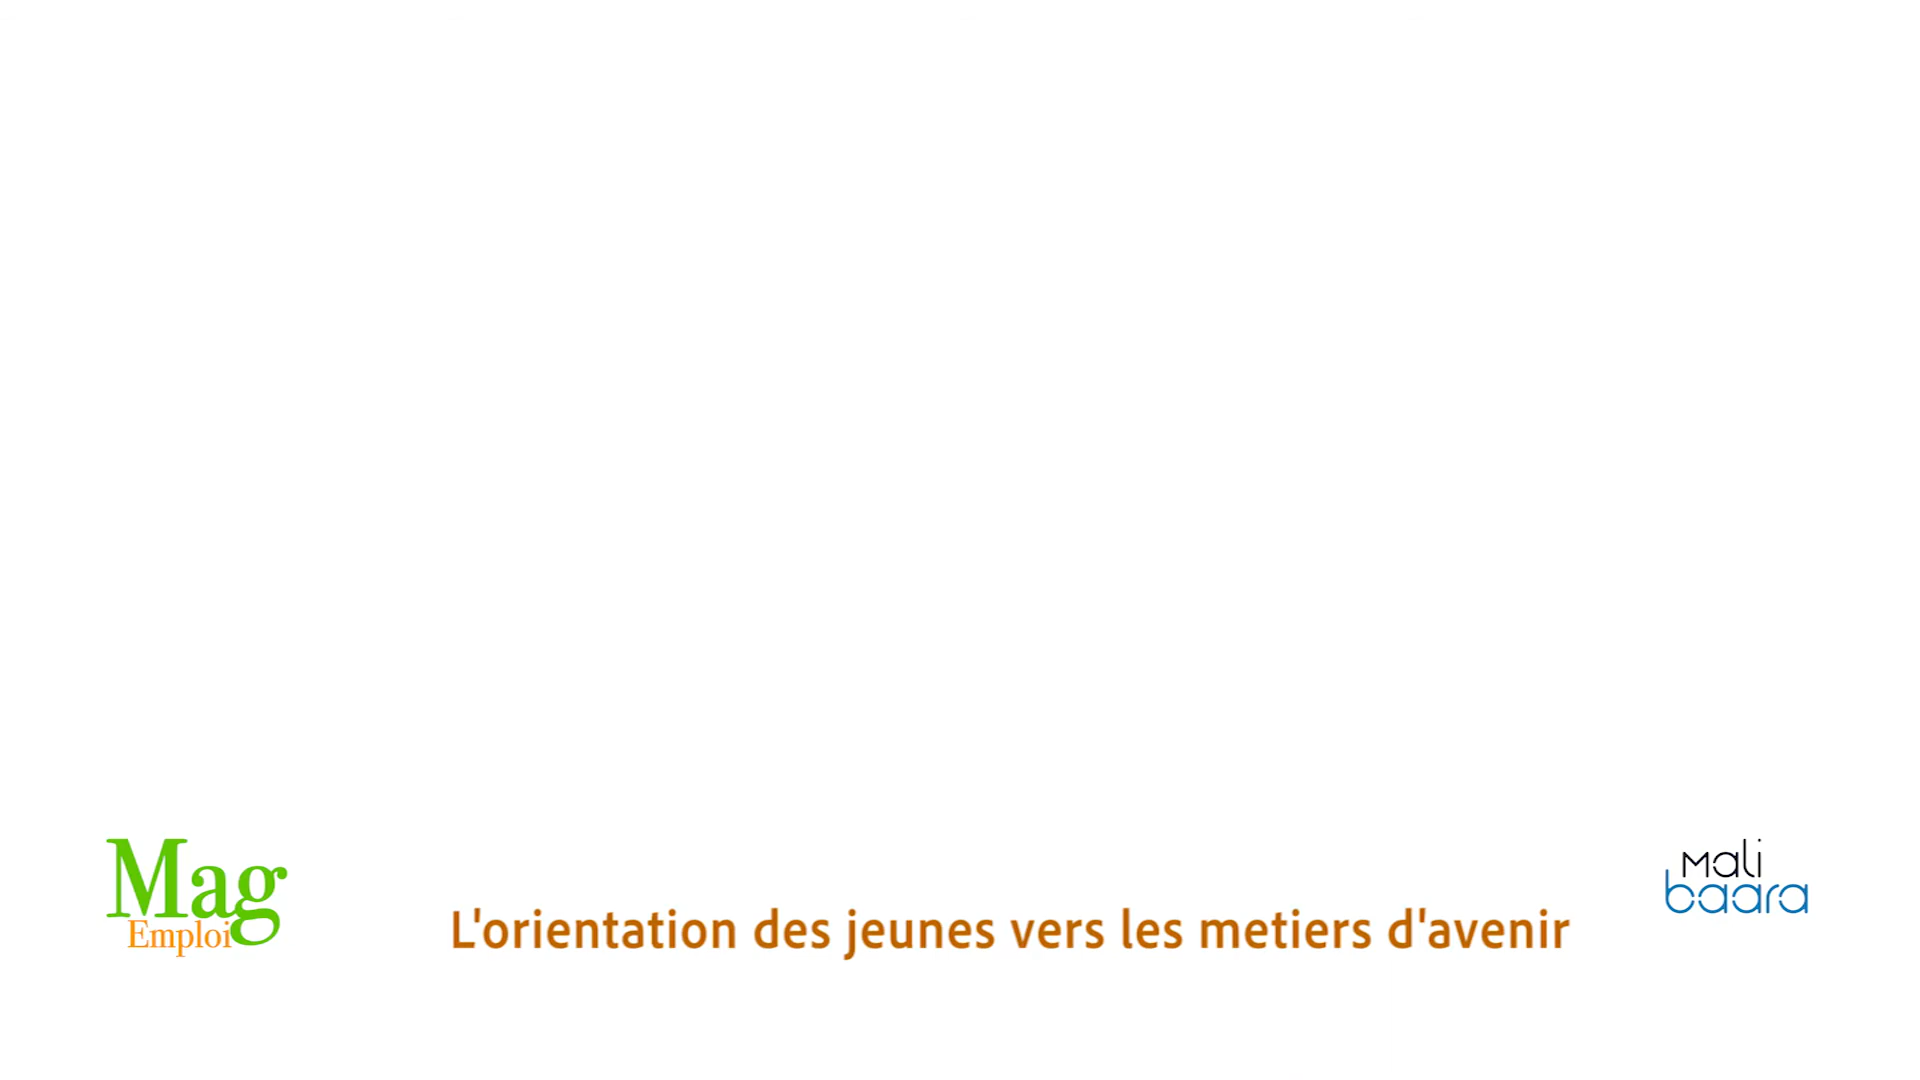 Mag
Emploi
L'orientation des jeunes vers les metiers d'avenir
mali
baara